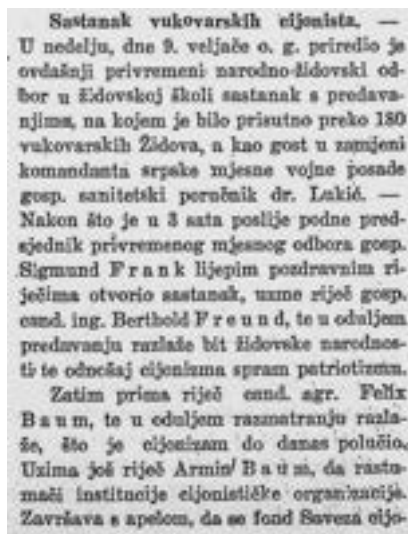 Sastanak vukovarskih cijonista. —
U nedelju, dne 9. veljače o. g. priredio je
ovdašnji privremeni narodno-židovski od-
bor u židovskoj školi sastanak s predava-
njima, na kojem je bilo prisutno preko 180
vukovarskih Židova, a kao gost u zamjeni
komandanta srpske mjesne vojne posade
gosp. sanitetski poručnik dr. Lukić. —
Nakon što je u 3 sata poslije podne pred-
sjednik privremenog mjesnog odbora gosp.
Sigmund Frank lijepim pozdravnim ri-
ječima otvorio sastanak, uzme riječ gosp.
cand. ing. Berthold Freund, te u oduljem
predavanju razlaže bit židovske narodnos-
ti te odnošaj cijonizma spram patriotizma.
Zatim prima riječ cand. agr. Felix
Baum, te u oduljem razmatranju razla-
že, što je cijonizam do danas polučio.
Uzima još riječ Armin Baum, da rastu-
mači institucije cijonističke organizacije.
Završava s apelom, da se fond Saveza cijo-